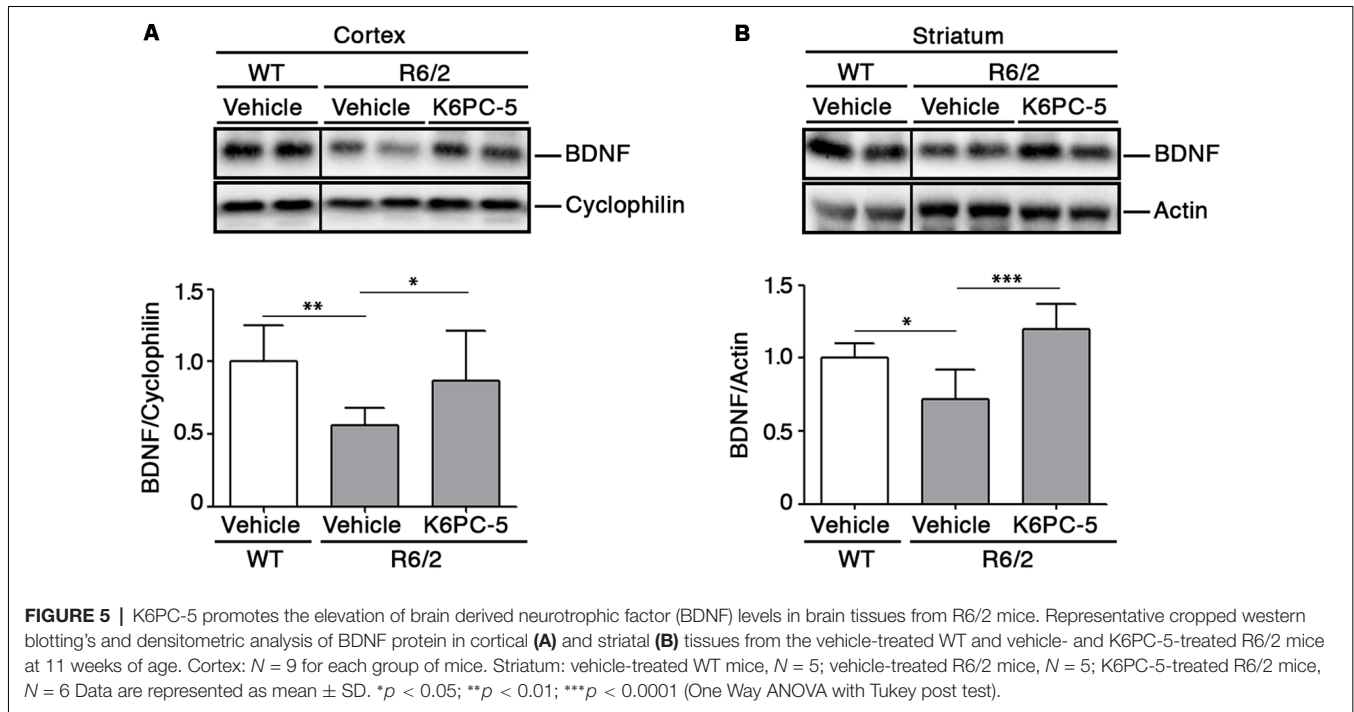 A
Cortex
WT R6/2
Vehicle Vehicle K6PC-5
BDNF
Cyclophilin
1.5
1.0
0.5
0
BDNF/Cyclophilin
**
*
Vehicle Vehicle K6PC-5
WT R6/2
B
Striatum
WT R6/2
Vehicle Vehicle K6PC-5
BDNF
Actin
1.5
1.0
0.5
0
BDNF/Actin
*
***
Vehicle Vehicle K6PC-5
WT R6/2
FIGURE 5 | K6PC-5 promotes the elevation of brain derived neurotrophic factor (BDNF) levels in brain tissues from R6/2 mice. Representative cropped western
blotting's and densitometric analysis of BDNF protein in cortical (A) and striatal (B) tissues from the vehicle-treated WT and vehicle- and K6PC-5-treated R6/2 mice
at 11 weeks of age. Cortex: N = 9 for each group of mice. Striatum: vehicle-treated WT mice, N = 5; vehicle-treated R6/2 mice, N = 5; K6PC-5-treated R6/2 mice,
N = 6 Data are represented as mean ± SD. *p < 0.05; **p < 0.01; ***p < 0.0001 (One Way ANOVA with Tukey post test).